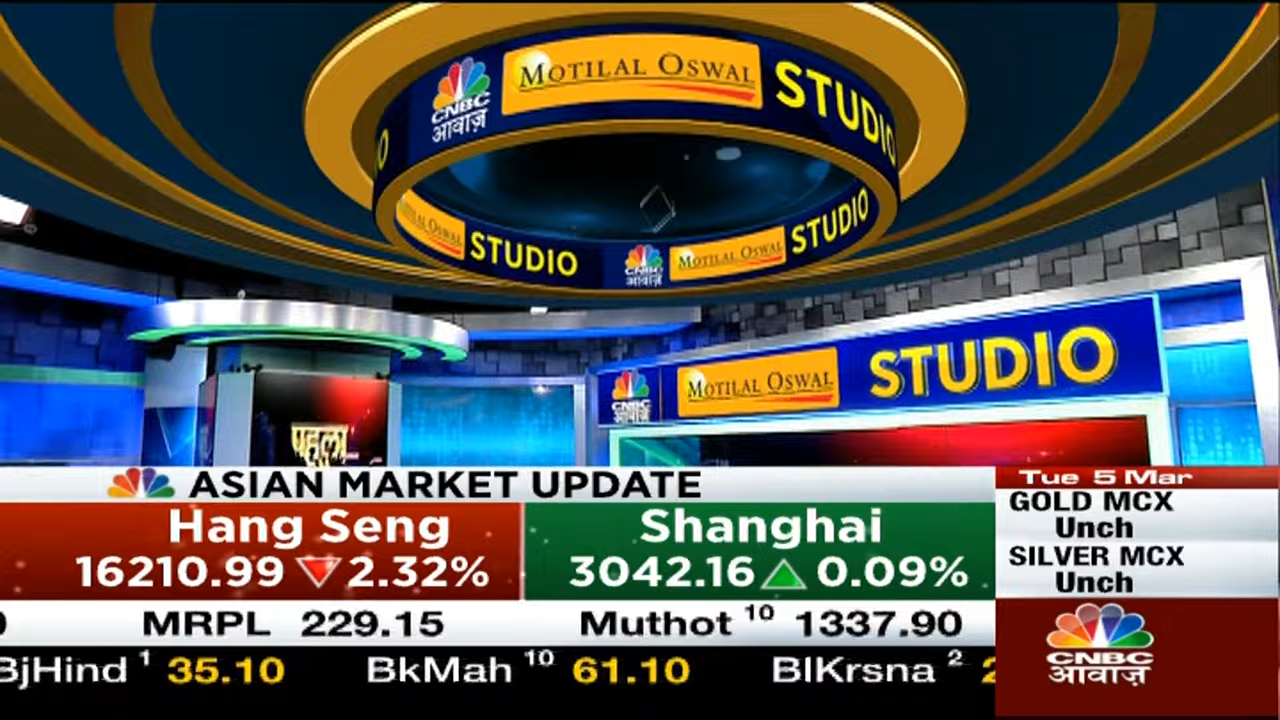 CNBC
आवाज़
MOTILAL OSWAL
STUDIO
MOTILAL OSWAL
STUDIO
CNBC
आवाज़
MOTILAL OSWAL
STUDIO
CNBC
आवाज़
MOTILAL OSWAL
STUDIO
पहला
ASIAN MARKET UPDATE
Hang Seng
16210.99 ▼ 2.32%
Shanghai
3042.16 ▲ 0.09%
Tue 5 Mar
GOLD MCX
Unch
SILVER MCX
Unch
MRPL 229.15 Muthot 10 1337.90
BjHind 1 35.10 BkMah 10 61.10 BlKrsna 2
CNBC
आवाज़